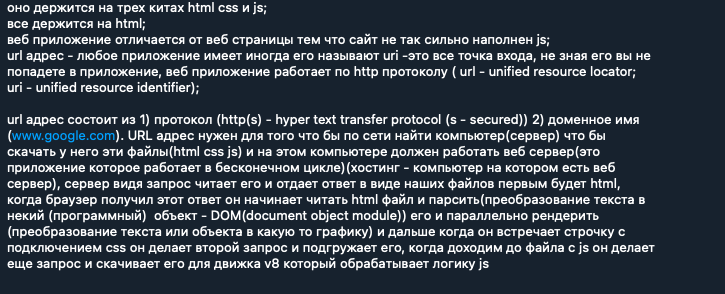 оно держится на трех китах html css и js;
все держится на html;
веб приложение отличается от веб страницы тем что сайт не так сильно наполнен js;
url адрес - любое приложение имеет иногда его называют uri -это все точка входа, не зная его вы не
попадете в приложение, веб приложение работает по http протоколу ( url - unified resource locator;
uri - unified resource identifier);
url адрес состоит из 1) протокол (http(s) - hyper text transfer protocol (s - secured)) 2) доменное имя
(www.google.com). URL адрес нужен для того что бы по сети найти компьютер(сервер) что бы
скачать у него эти файлы(html css js) и на этом компьютере должен работать веб сервер(это
приложение которое работает в бесконечном цикле)(хостинг - компьютер на котором есть веб
сервер), сервер видя запрос читает его и отдает ответ в виде наших файлов первым будет html,
когда браузер получил этот ответ он начинает читать html файл и парсить(преобразование текста в
некий (программный)  объект - DOM(document object module)) его и параллельно рендерить
(преобразование текста или объекта в какую то графику) и дальше когда он встречает строчку с
подключением css он делает второй запрос и подгружает его, когда доходим до файла с js он делает
еще запрос и скачивает его для движка v8 который обрабатывает логику js